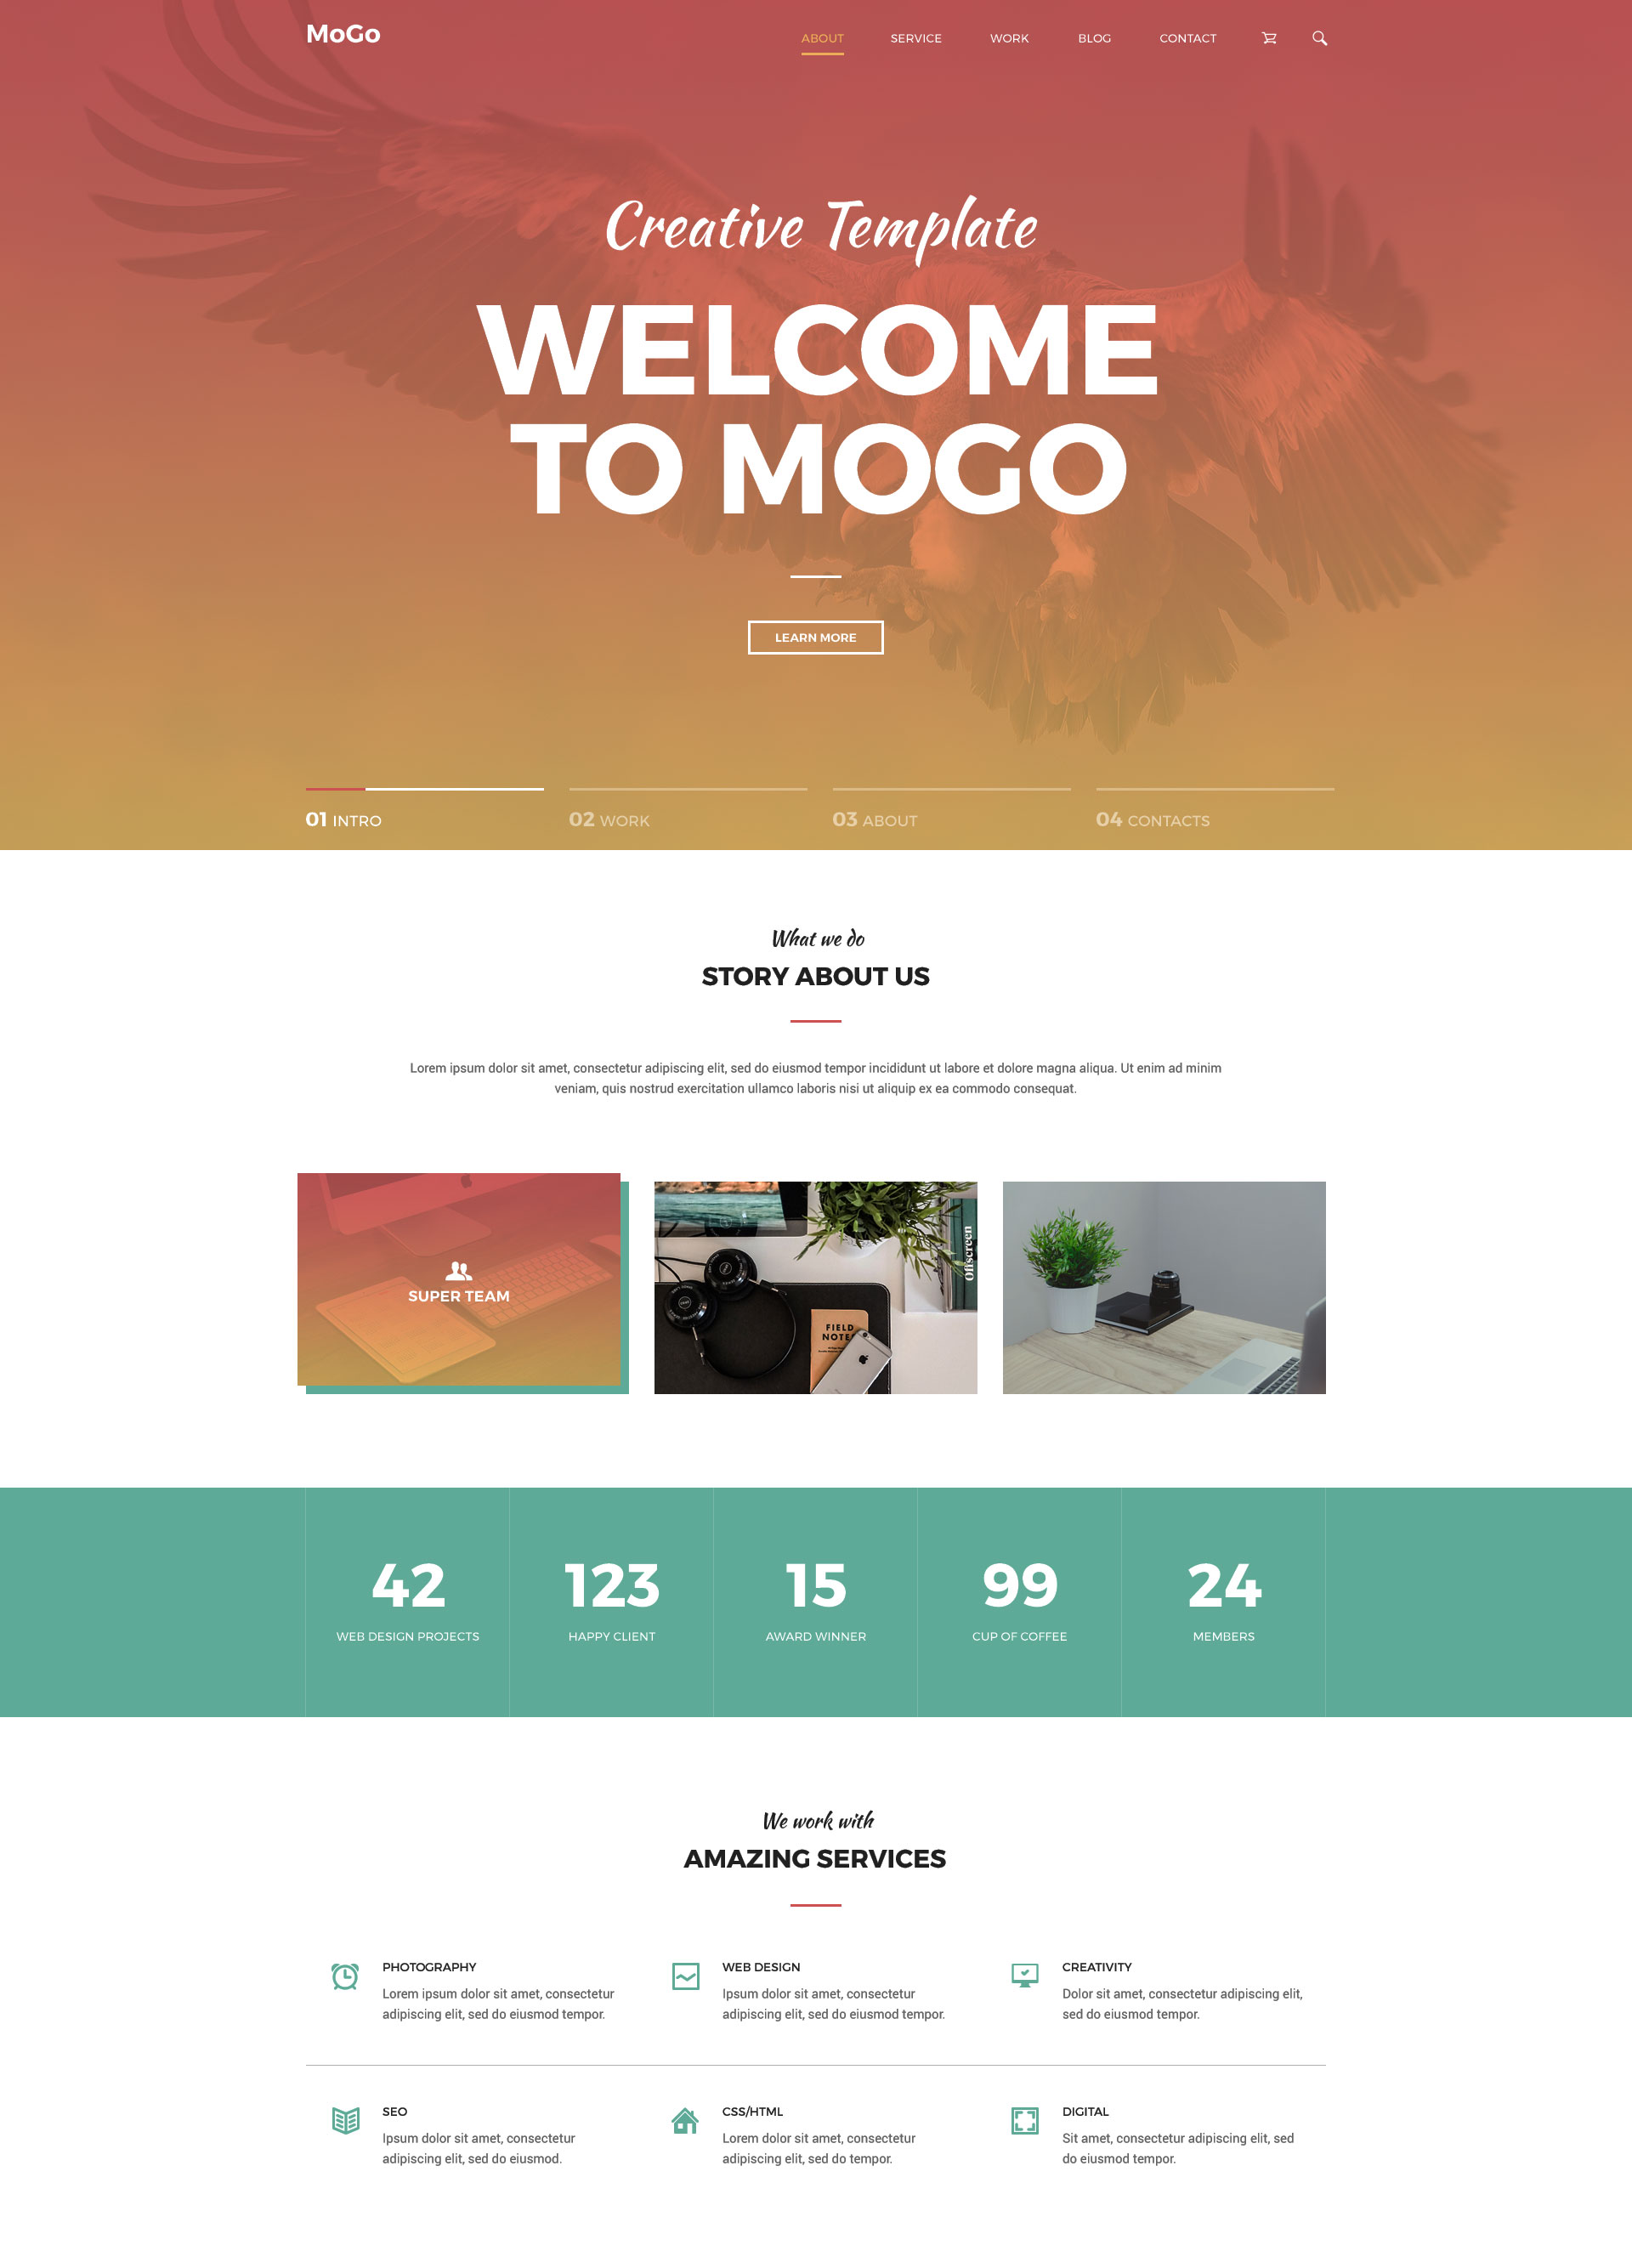 MoGo
ABOUT SERVICE WORK BLOG CONTACT
Creative Template
WELCOME
TO MOGO
LEARN MORE
01 INTRO
02 WORK
03 ABOUT
04 CONTACTS
What we do
STORY ABOUT US
Lorem ipsum dolor sit amet, consectetur adipiscing elit, sed do eiusmod tempor incididunt ut labore et dolore magna aliqua. Ut enim ad minim
veniam, quis nostrud exercitation ullamco laboris nisi ut aliquip ex ea commodo consequat.
SUPER TEAM
Offscreen
FIELD
NOTES
42
WEB DESIGN PROJECTS
123
HAPPY CLIENT
15
AWARD WINNER
99
CUP OF COFFEE
24
MEMBERS
We work with
AMAZING SERVICES
PHOTOGRAPHY
Lorem ipsum dolor sit amet, consectetur
adipiscing elit, sed do eiusmod tempor.
WEB DESIGN
Ipsum dolor sit amet, consectetur
adipiscing elit, sed do eiusmod tempor.
CREATIVITY
Dolor sit amet, consectetur adipiscing elit,
sed do eiusmod tempor.
SEO
Ipsum dolor sit amet, consectetur
adipiscing elit, sed do eiusmod.
CSS/HTML
Lorem dolor sit amet, consectetur
adipiscing elit, sed do tempor.
DIGITAL
Sit amet, consectetur adipiscing elit, sed
do eiusmod tempor.